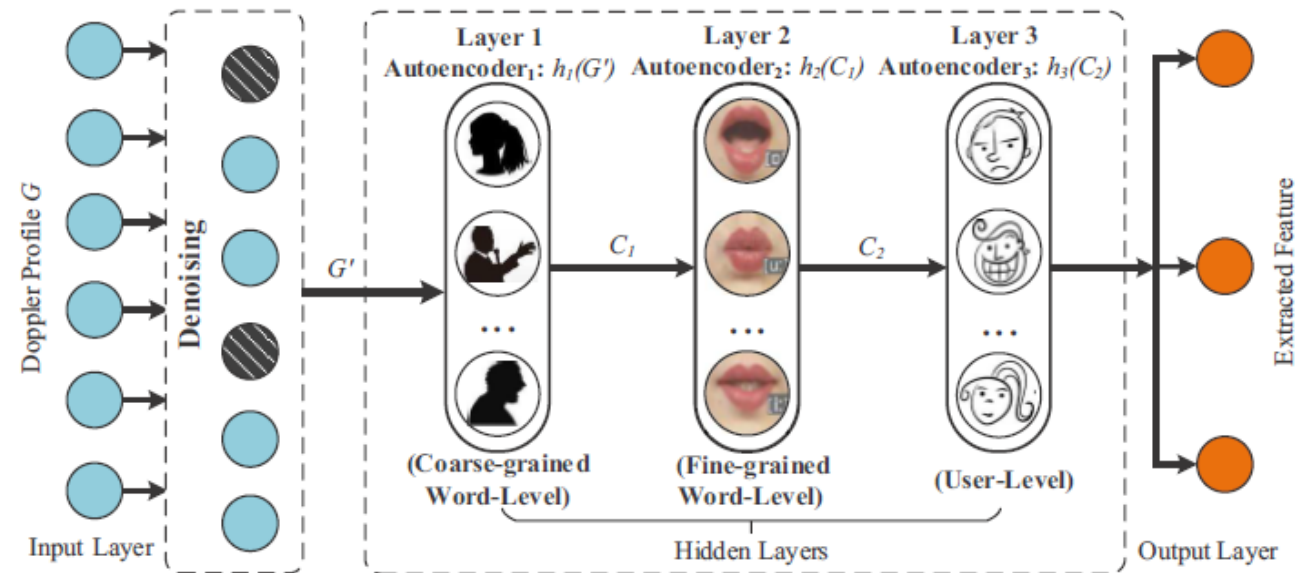 Doppler Profile G
Input Layer
Denoising
G'
Layer 1
Autoencoder₁: h₁(G')
(Coarse-grained
Word-Level)
C₁
Layer 2
Autoencoder₂: h₂(C₁)
(Fine-grained
Word-Level)
C₂
Layer 3
Autoencoder₃: h₃(C₂)
(User-Level)
Hidden Layers
Extracted Feature
Output Layer